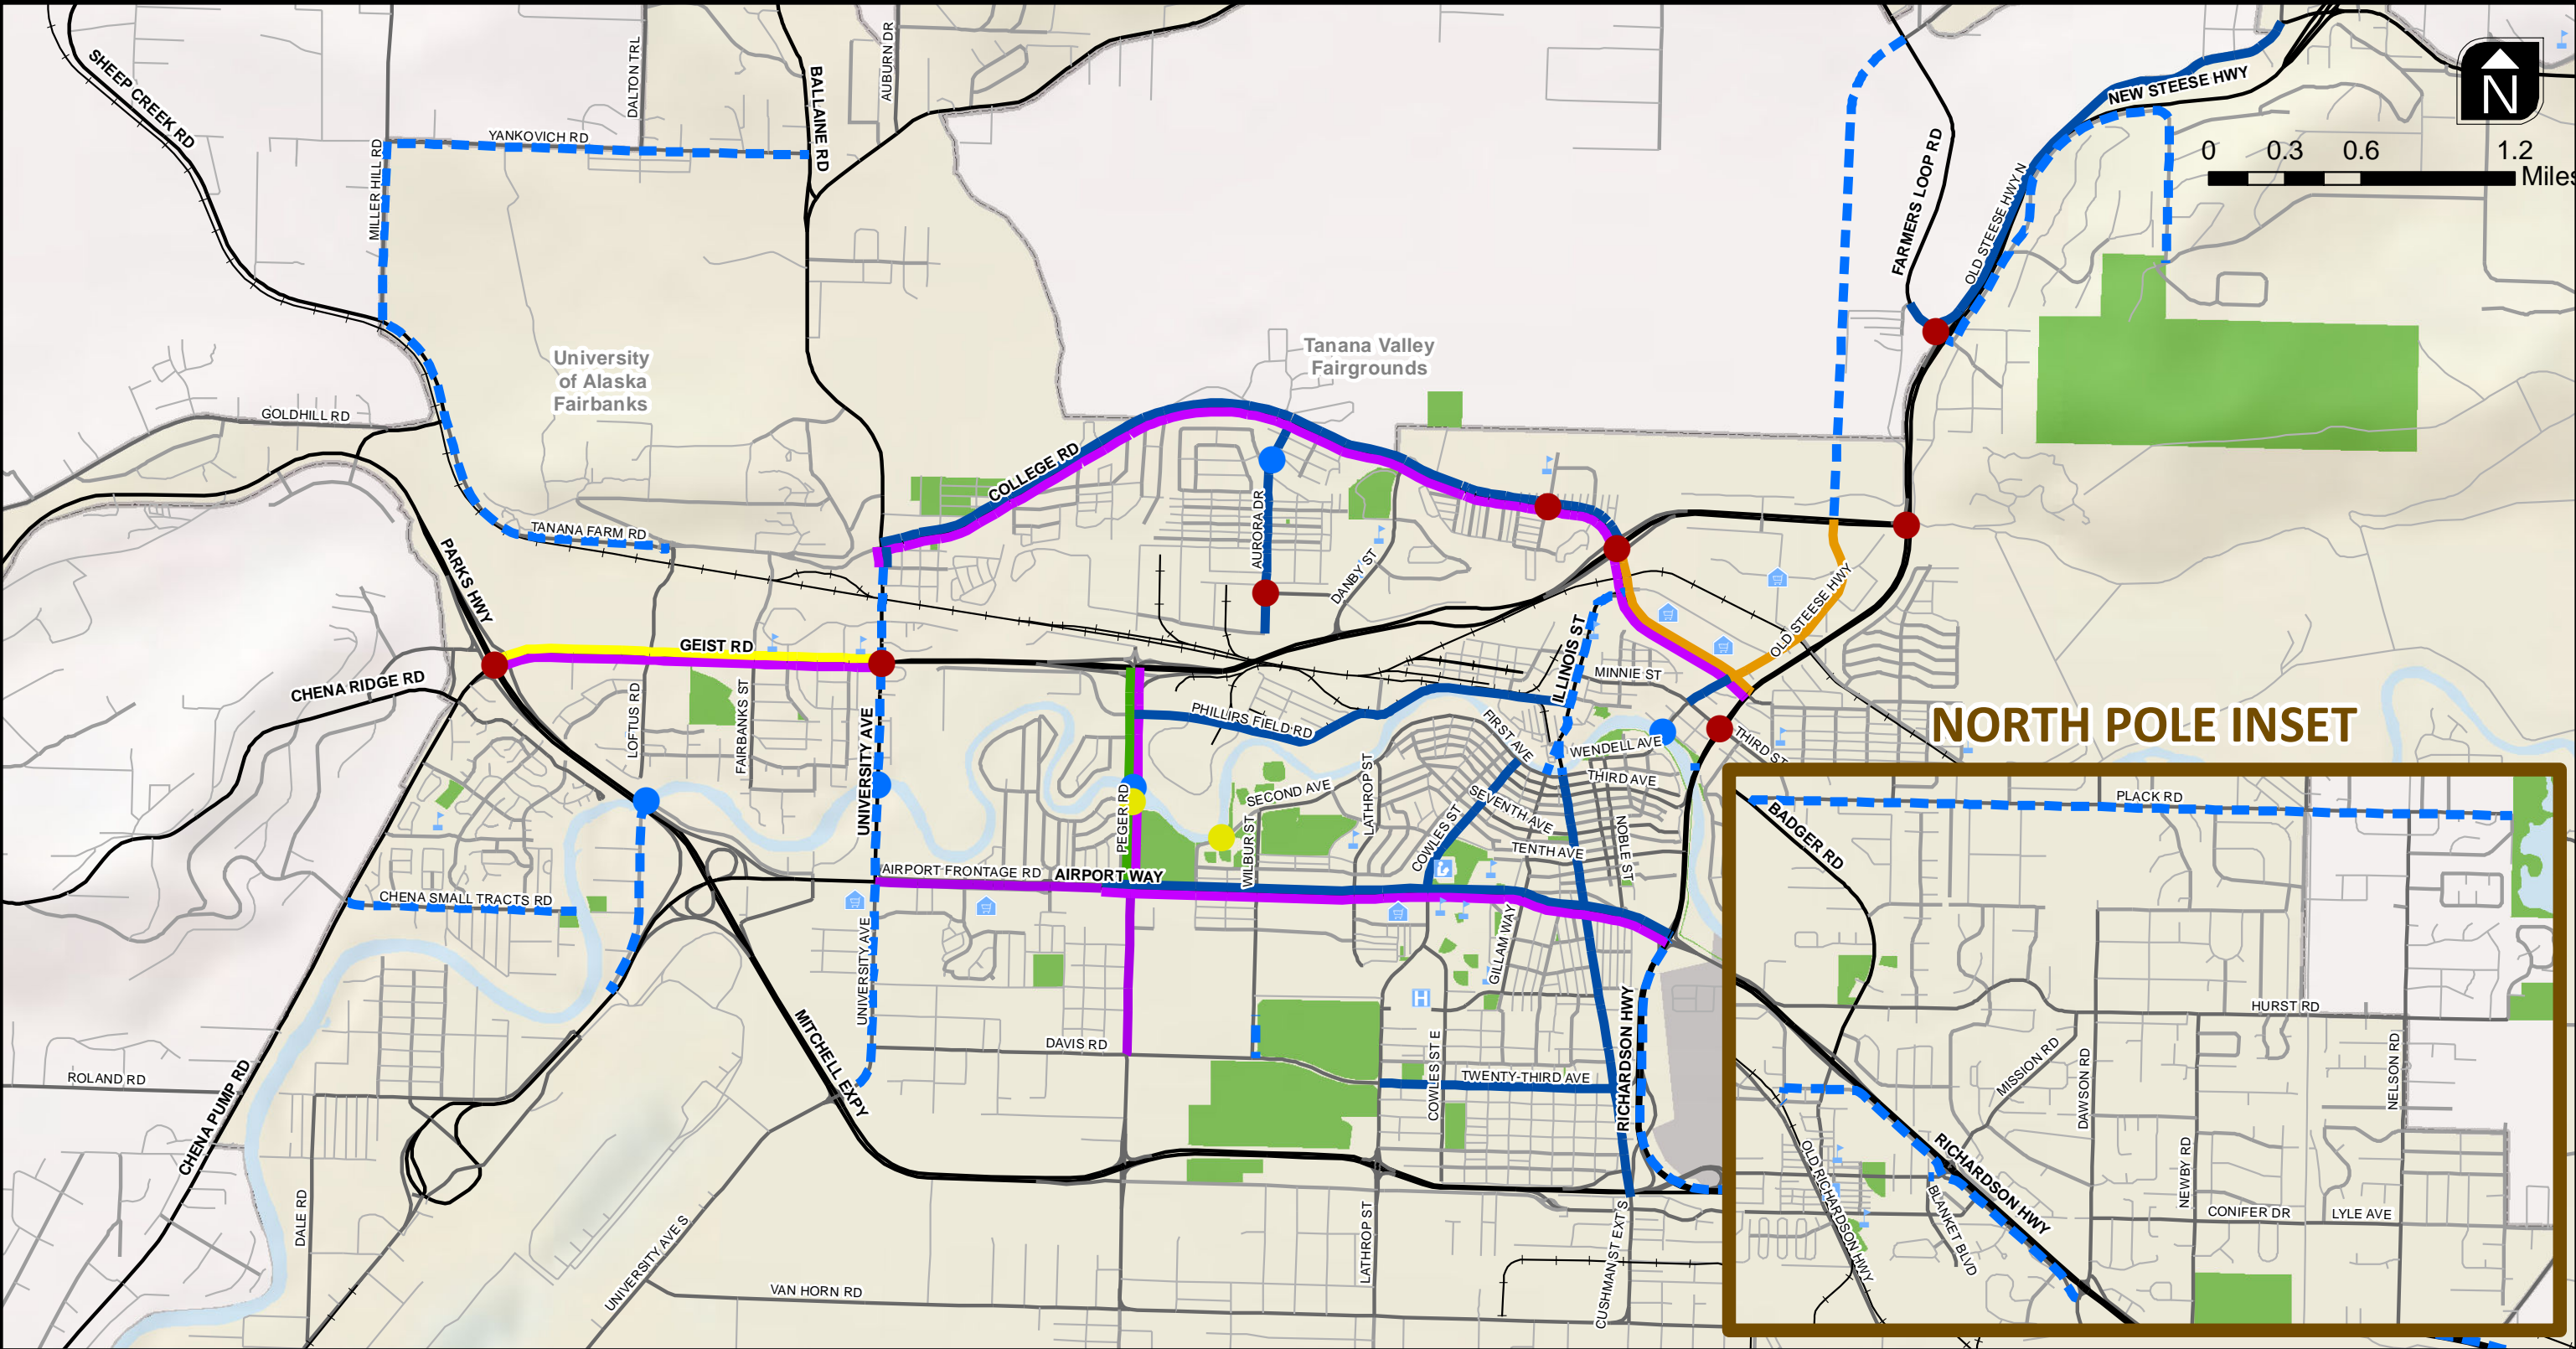 SHEEP CREEK RD
DALTON TRL
BALLAINE RD
AUBURN DR
YANKOVICH RD
MILLER HILL RD
FARMERS LOOP RD
OLD STEESE HWY N
NEW STEESE HWY
N
0 0.3 0.6 1.2
Miles
University
of Alaska
Fairbanks
Tanana Valley
Fairgrounds
GOLDHILL RD
COLLEGE RD
TANANA FARM RD
PARKS HWY
AURORA DR
DANBY ST
OLD STEESE HWY
GEIST RD
CHENA RIDGE RD
LOFTUS RD
FAIRBANKS ST
UNIVERSITY AVE
PHILLIPS FIELD RD
ILLINOIS ST
MINNIE ST
FIRST AVE
WENDELL AVE
THIRD ST
THIRD AVE
PEGER RD
SECOND AVE
WILBUR ST
LATHROP ST
COWLES ST
SEVENTH AVE
TENTH AVE
NOBLE ST
AIRPORT FRONTAGE RD
AIRPORT WAY
CHENA SMALL TRACTS RD
UNIVERSITY AVE
GILLAM WAY
H
RICHARDSON HWY
MITCHELL EXPY
DAVIS RD
COWLES ST E
TWENTY-THIRD AVE
ROLAND RD
CHENA PUMP RD
DALE RD
UNIVERSITY AVE S
VAN HORN RD
LATHROP ST
CUSHMAN ST EXT S
NORTH POLE INSET
PLACK RD
BADGER RD
HURST RD
MISSION RD
DAWSON RD
NELSON RD
OLD RICHARDSON HWY
RICHARDSON HWY
BLANKET BLVD
NEWBY RD
CONIFER DR
LYLE AVE